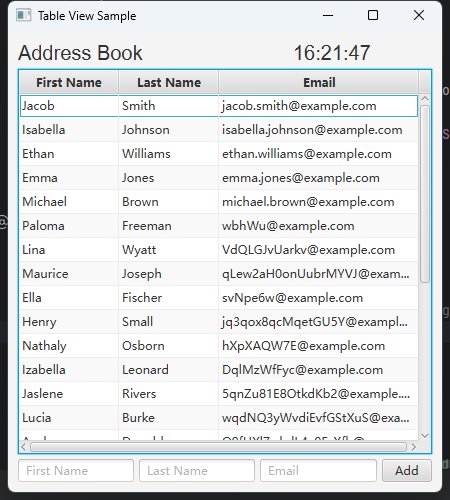 Table View Sample
Address Book 16:21:47
First Name Last Name Email
Jacob Smith jacob.smith@example.com
Isabella Johnson isabella.johnson@example.com
Ethan Williams ethan.williams@example.com
Emma Jones emma.jones@example.com
Michael Brown michael.brown@example.com
Paloma Freeman wbhWu@example.com
Lina Wyatt VdQLGJvUarkv@example.com
Maurice Joseph qLew2aH0onUubrMYVJ@exam...
Ella Fischer svNpe6w@example.com
Henry Small jq3qox8qcMqetGU5Y@exampl...
Nathaly Osborn hXpXAQW7E@example.com
Izabella Leonard DqlMzWfFyc@example.com
Jaslene Rivers 5qnZu81E8OtkdKb2@example....
Lucia Burke wqdNQ3yWvdiEvfGStXuS@exam...
First Name Last Name Email Add